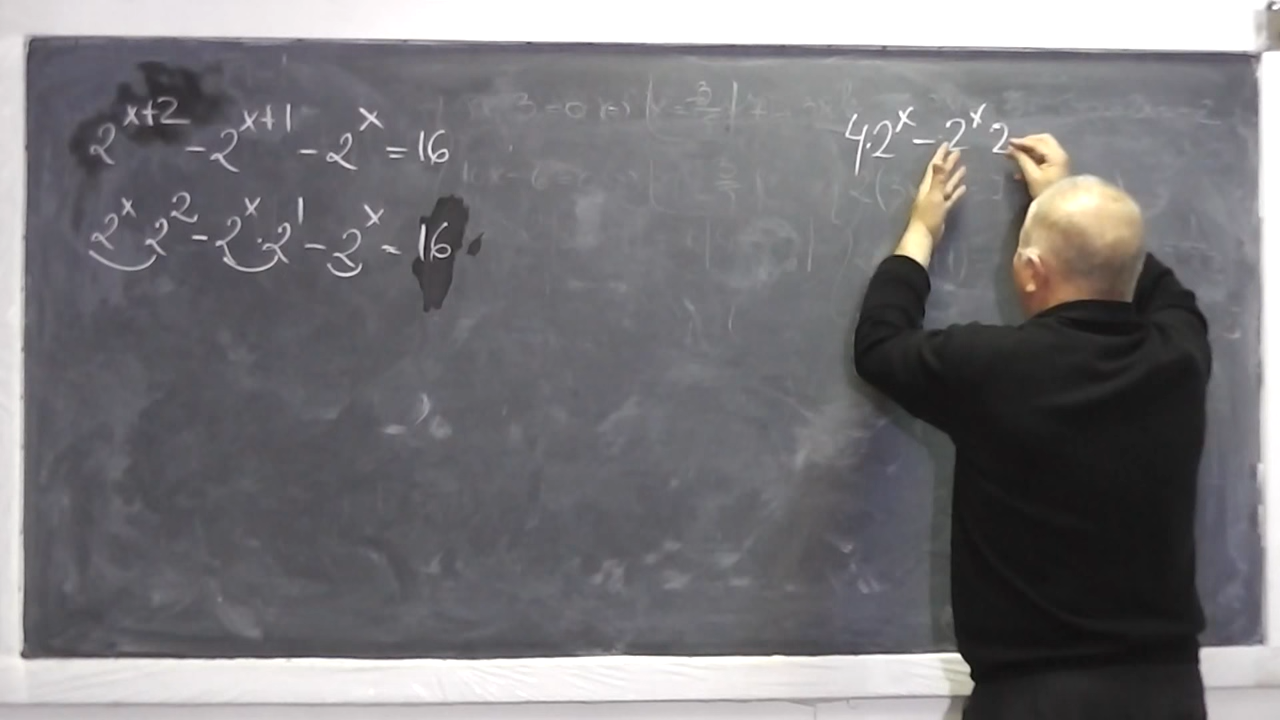 2^{x+2} - 2^{x+1} - 2^x = 16
2^x 2^2 - 2^x · 2^1 - 2^x = 16
4 · 2^x - 2^x 2